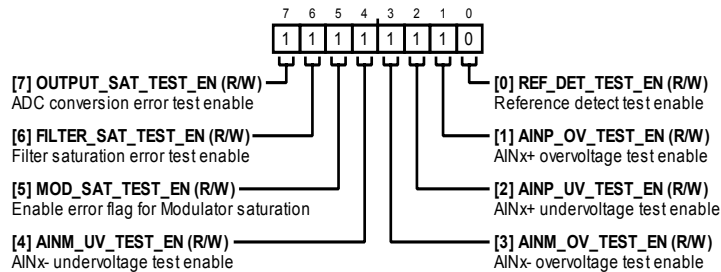 7 6 5 4 3 2 1 0
1 1 1 1 1 1 1 0
[7] OUTPUT_SAT_TEST_EN (R/W)
ADC conversion error test enable
[6] FILTER_SAT_TEST_EN (R/W)
Filter saturation error test enable
[5] MOD_SAT_TEST_EN (R/W)
Enable error flag for Modulator saturation
[4] AINM_UV_TEST_EN (R/W)
AINx- undervoltage test enable
[0] REF_DET_TEST_EN (R/W)
Reference detect test enable
[1] AINP_OV_TEST_EN (R/W)
AINx+ overvoltage test enable
[2] AINP_UV_TEST_EN (R/W)
AINx+ undervoltage test enable
[3] AINM_OV_TEST_EN (R/W)
AINx- overvoltage test enable